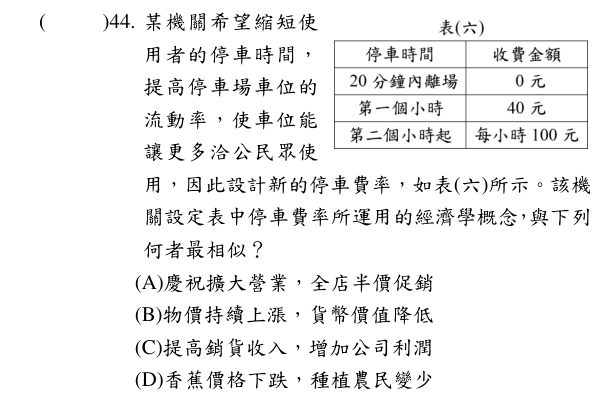 (　　)44. 某機關希望縮短使
用者的停車時間，
提高停車場車位的
流動率，使車位能
讓更多洽公民眾使
用，因此設計新的停車費率，如表(六)所示。該機
關設定表中停車費率所運用的經濟學概念，與下列
何者最相似？
表(六)
停車時間 收費金額
20 分鐘內離場 0 元
第一個小時 40 元
第二個小時起 每小時 100 元
(A)慶祝擴大營業，全店半價促銷
(B)物價持續上漲，貨幣價值降低
(C)提高銷貨收入，增加公司利潤
(D)香蕉價格下跌，種植農民變少